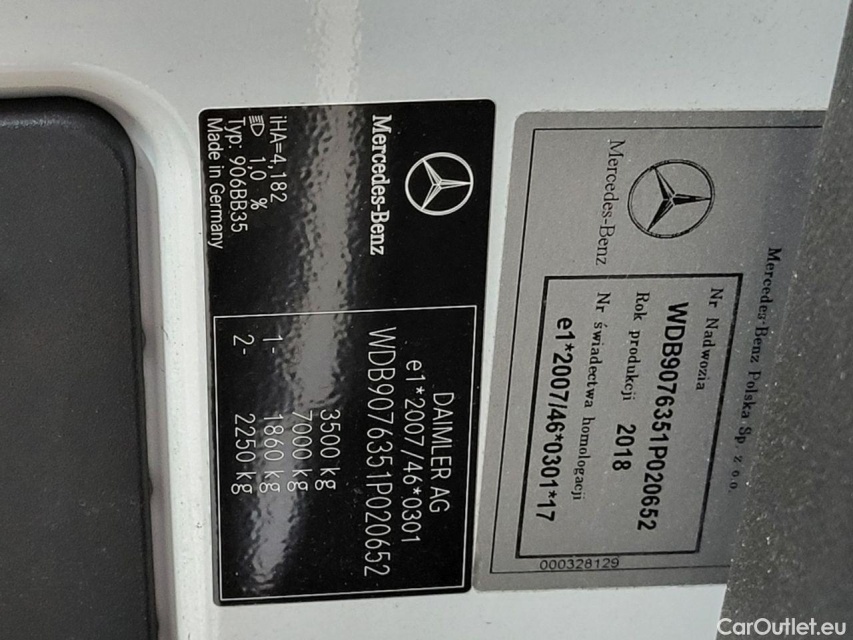 Mercedes-Benz
DAIMLER AG
e1*2007/46*0301
WDB9076351P020652
3500 kg
7000 kg
1- 1860 kg
2- 2250 kg
iHA=4,182
1,0 %
Typ: 906BB35
Made in Germany
Mercedes-Benz Polska Sp. z o.o.
Mercedes-Benz
Nr Nadwozia
WDB9076351P020652
Rok produkcji 2018
Nr świadectwa homologacji
e1*2007/46*0301*17
000328129
CarOutlet.eu